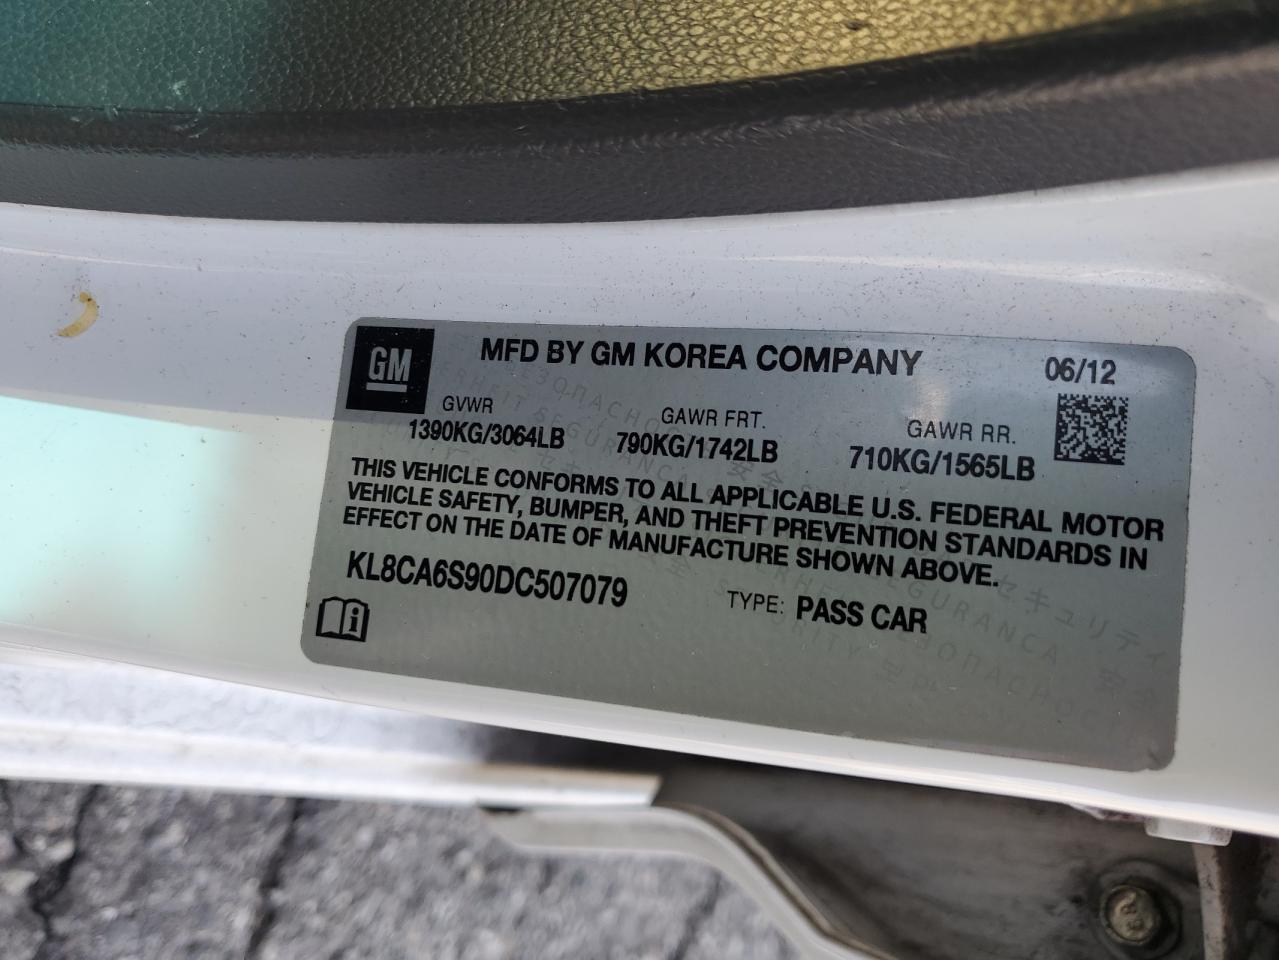 GM
MFD BY GM KOREA COMPANY
06/12
GVWR
GAWR FRT.
GAWR RR.
1390KG/3064LB
790KG/1742LB
710KG/1565LB
THIS VEHICLE CONFORMS TO ALL APPLICABLE U.S. FEDERAL MOTOR
VEHICLE SAFETY, BUMPER, AND THEFT PREVENTION STANDARDS IN
EFFECT ON THE DATE OF MANUFACTURE SHOWN ABOVE.
KL8CA6S90DC507079
TYPE: PASS CAR